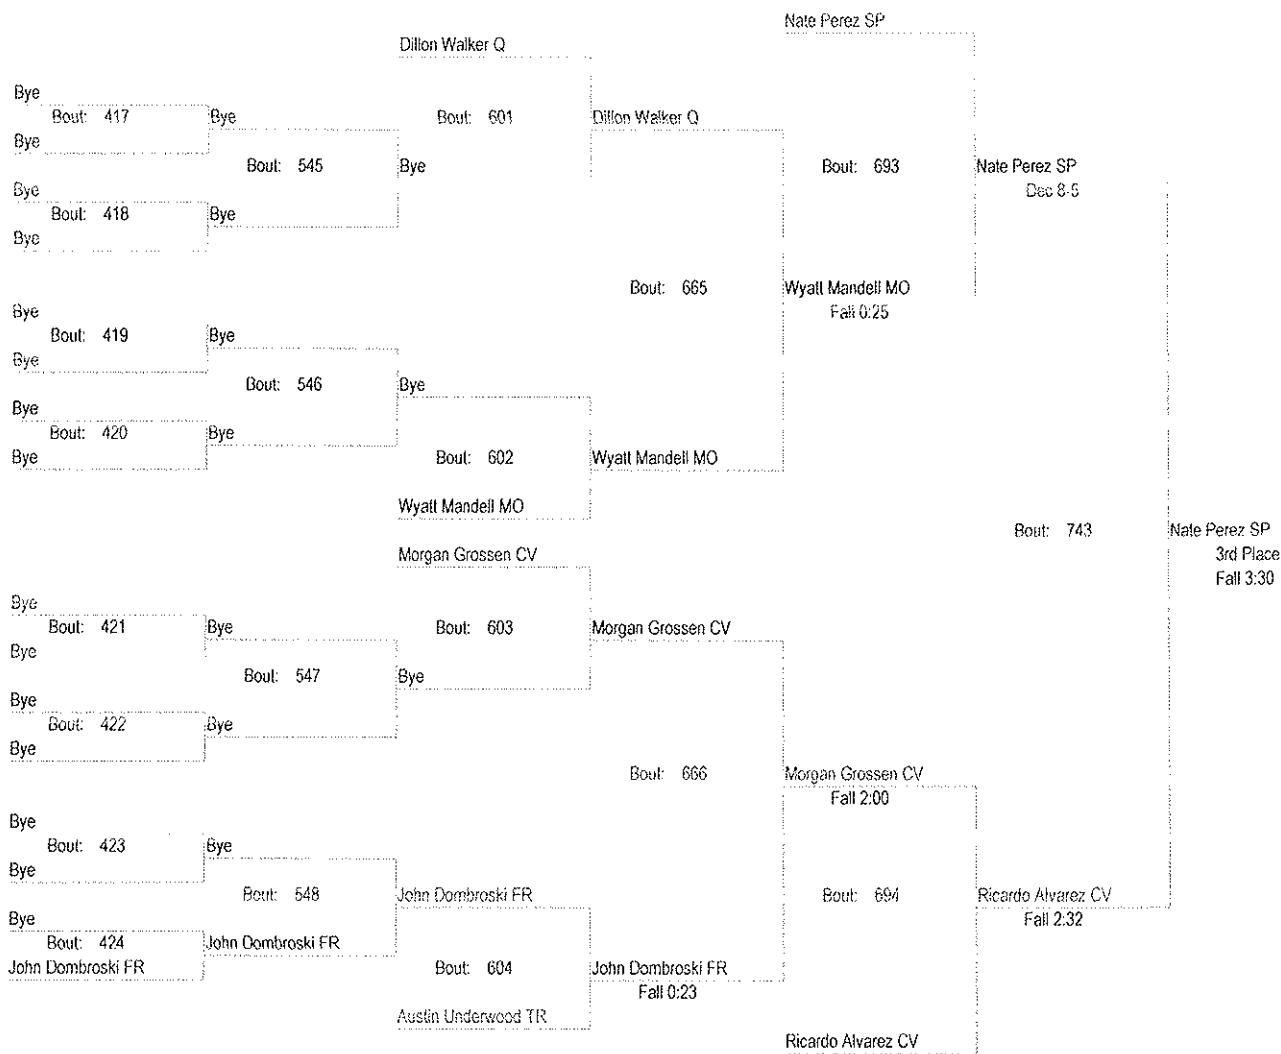 Nate Perez SP
Dillon Walker Q
Bye
Bout: 417
Bye
Bout: 601
Dillon Walker Q
Bye
Bout: 545
Bye
Bout: 693
Nate Perez SP
Dec 8-5
Bye
Bout: 418
Bye
Bye
Bout: 665
Wyatt Mandell MO
Fall 0:25
Bye
Bout: 419
Bye
Bye
Bout: 546
Bye
Bye
Bout: 420
Bye
Bye
Bout: 602
Wyatt Mandell MO
Wyatt Mandell MO
Bout: 743
Nate Perez SP
3rd Place
Fall 3:30
Morgan Grossen CV
Bye
Bout: 421
Bye
Bout: 603
Morgan Grossen CV
Bye
Bout: 547
Bye
Bye
Bout: 422
Bye
Bye
Bout: 666
Morgan Grossen CV
Fall 2:00
Bye
Bout: 423
Bye
Bye
Bout: 548
John Dombroski FR
Bout: 694
Ricardo Alvarez CV
Fall 2:32
Bye
Bout: 424
John Dombroski FR
John Dombroski FR
Bout: 604
John Dombroski FR
Fall 0:23
Austin Underwood TR
Ricardo Alvarez CV